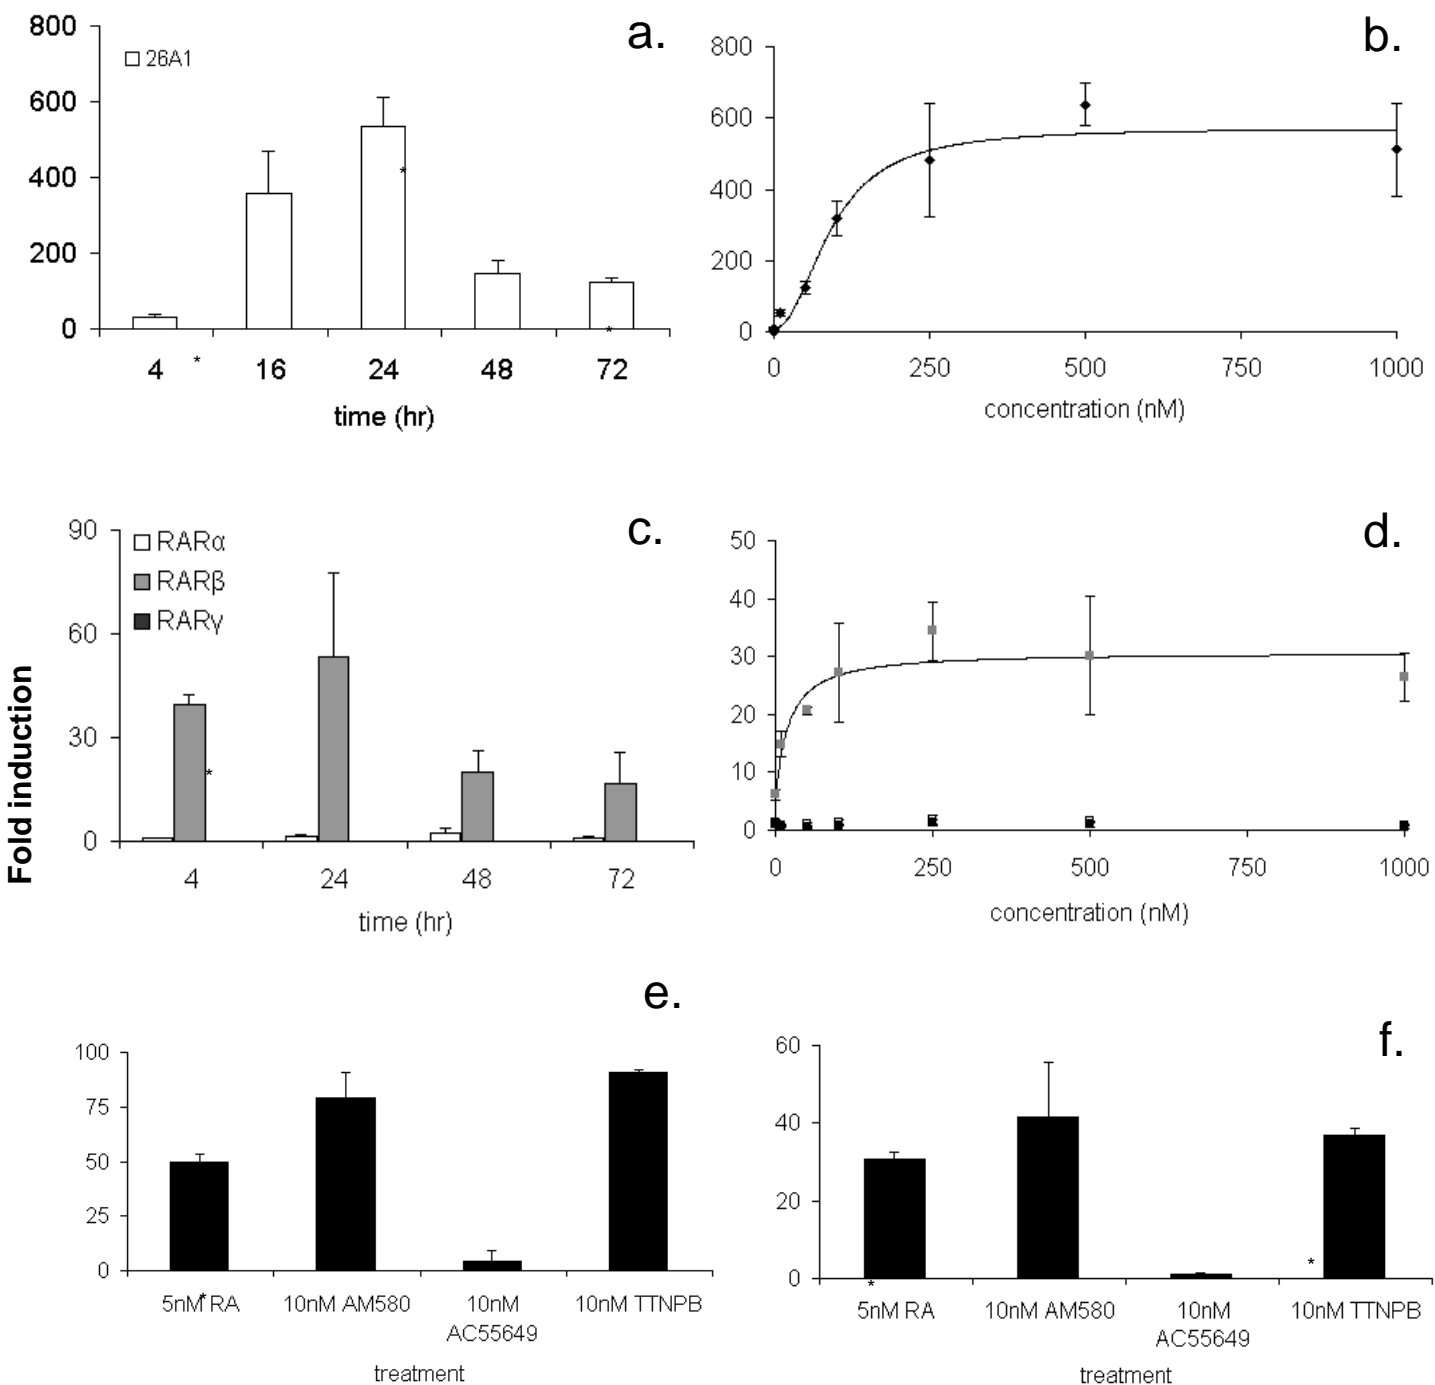 a.
800
600
400
200
0
26A1
*
*
*
4 16 24 48 72
time (hr)
b.
800
600
400
200
0
0 250 500 750 1000
concentration (nM)
Fold induction
c.
90
60
30
0
RARα
RARβ
RARγ
*
4 24 48 72
time (hr)
d.
50
40
30
20
10
0
0 250 500 750 1000
concentration (nM)
e.
100
75
50
25
0
*
5nM RA 10nM AM580 10nM 10nM TTNPB
AC55649
treatment
f.
60
40
20
0
*
*
5nM RA 10nM AM580 10nM 10nM TTNPB
AC55649
treatment